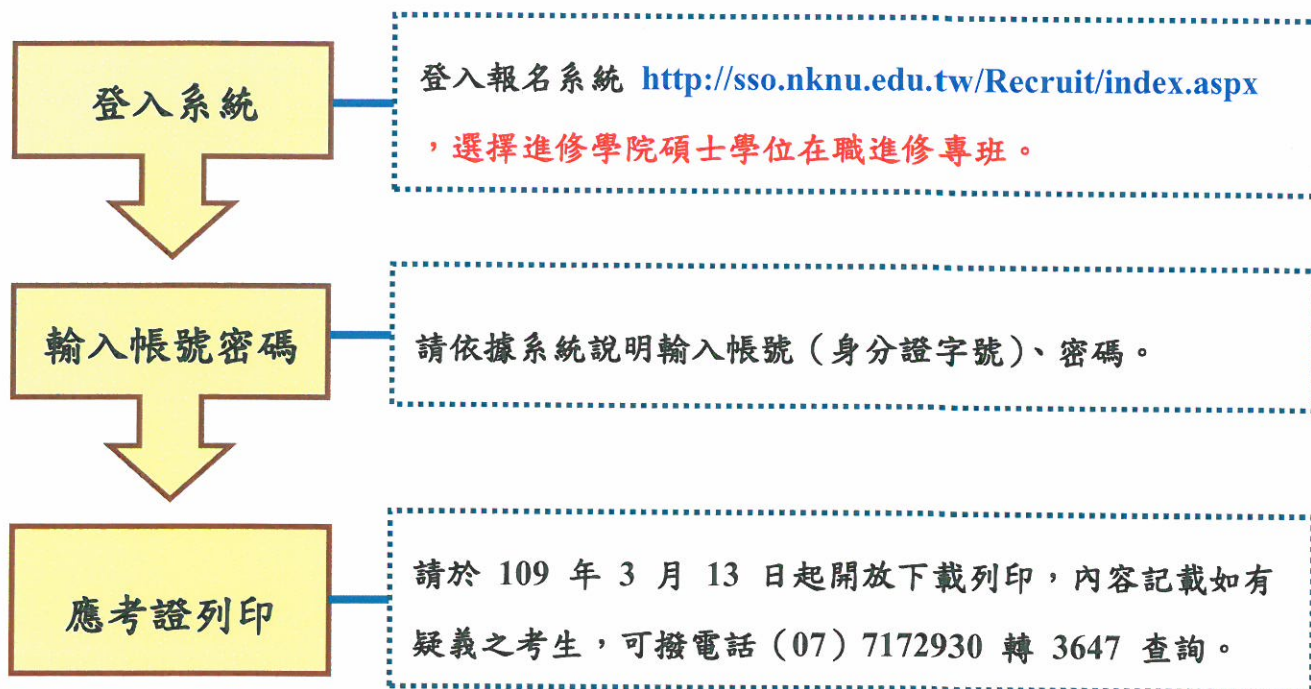 登入系統
登入報名系統 http://sso.nknu.edu.tw/Recruit/index.aspx
，選擇進修學院碩士學位在職進修專班。
輸入帳號密碼
請依據系統說明輸入帳號（身分證字號）、密碼。
應考證列印
請於 109 年 3 月 13 日起開放下載列印，內容記載如有
疑義之考生，可撥電話（07）7172930 轉 3647 查詢。